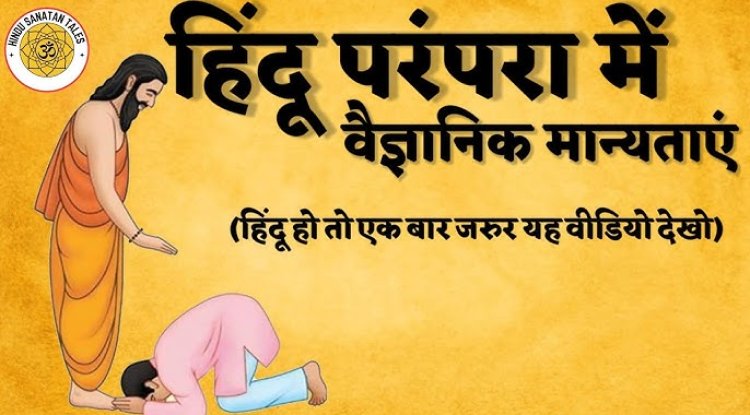 HINDU SANATAN TALES
ॐ
हिंदू परंपरा में
वैज्ञानिक मान्यताएं
(हिंदू हो तो एक बार जरुर यह वीडियो देखो)